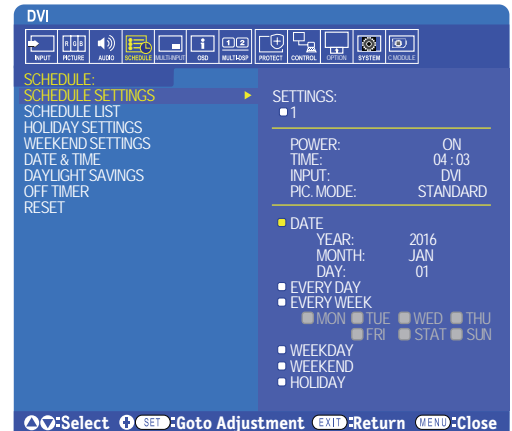 DVI
INPUT PICTURE AUDIO SCHEDULE MULTI-INPUT OSD MULTI-DSP PROTECT CONTROL OPTION SYSTEM C MODULE
R G B i 1 2
SCHEDULE:
SCHEDULE SETTINGS
SCHEDULE LIST
HOLIDAY SETTINGS
WEEKEND SETTINGS
DATE & TIME
DAYLIGHT SAVINGS
OFF TIMER
RESET
SETTINGS:
1
POWER: ON
TIME: 04 : 03
INPUT: DVI
PIC. MODE: STANDARD
DATE
YEAR: 2016
MONTH: JAN
DAY: 01
EVERY DAY
EVERY WEEK
MON TUE WED THU
FRI STAT SUN
WEEKDAY
WEEKEND
HOLIDAY
:Select SET:Goto Adjustment EXIT:Return MENU:Close